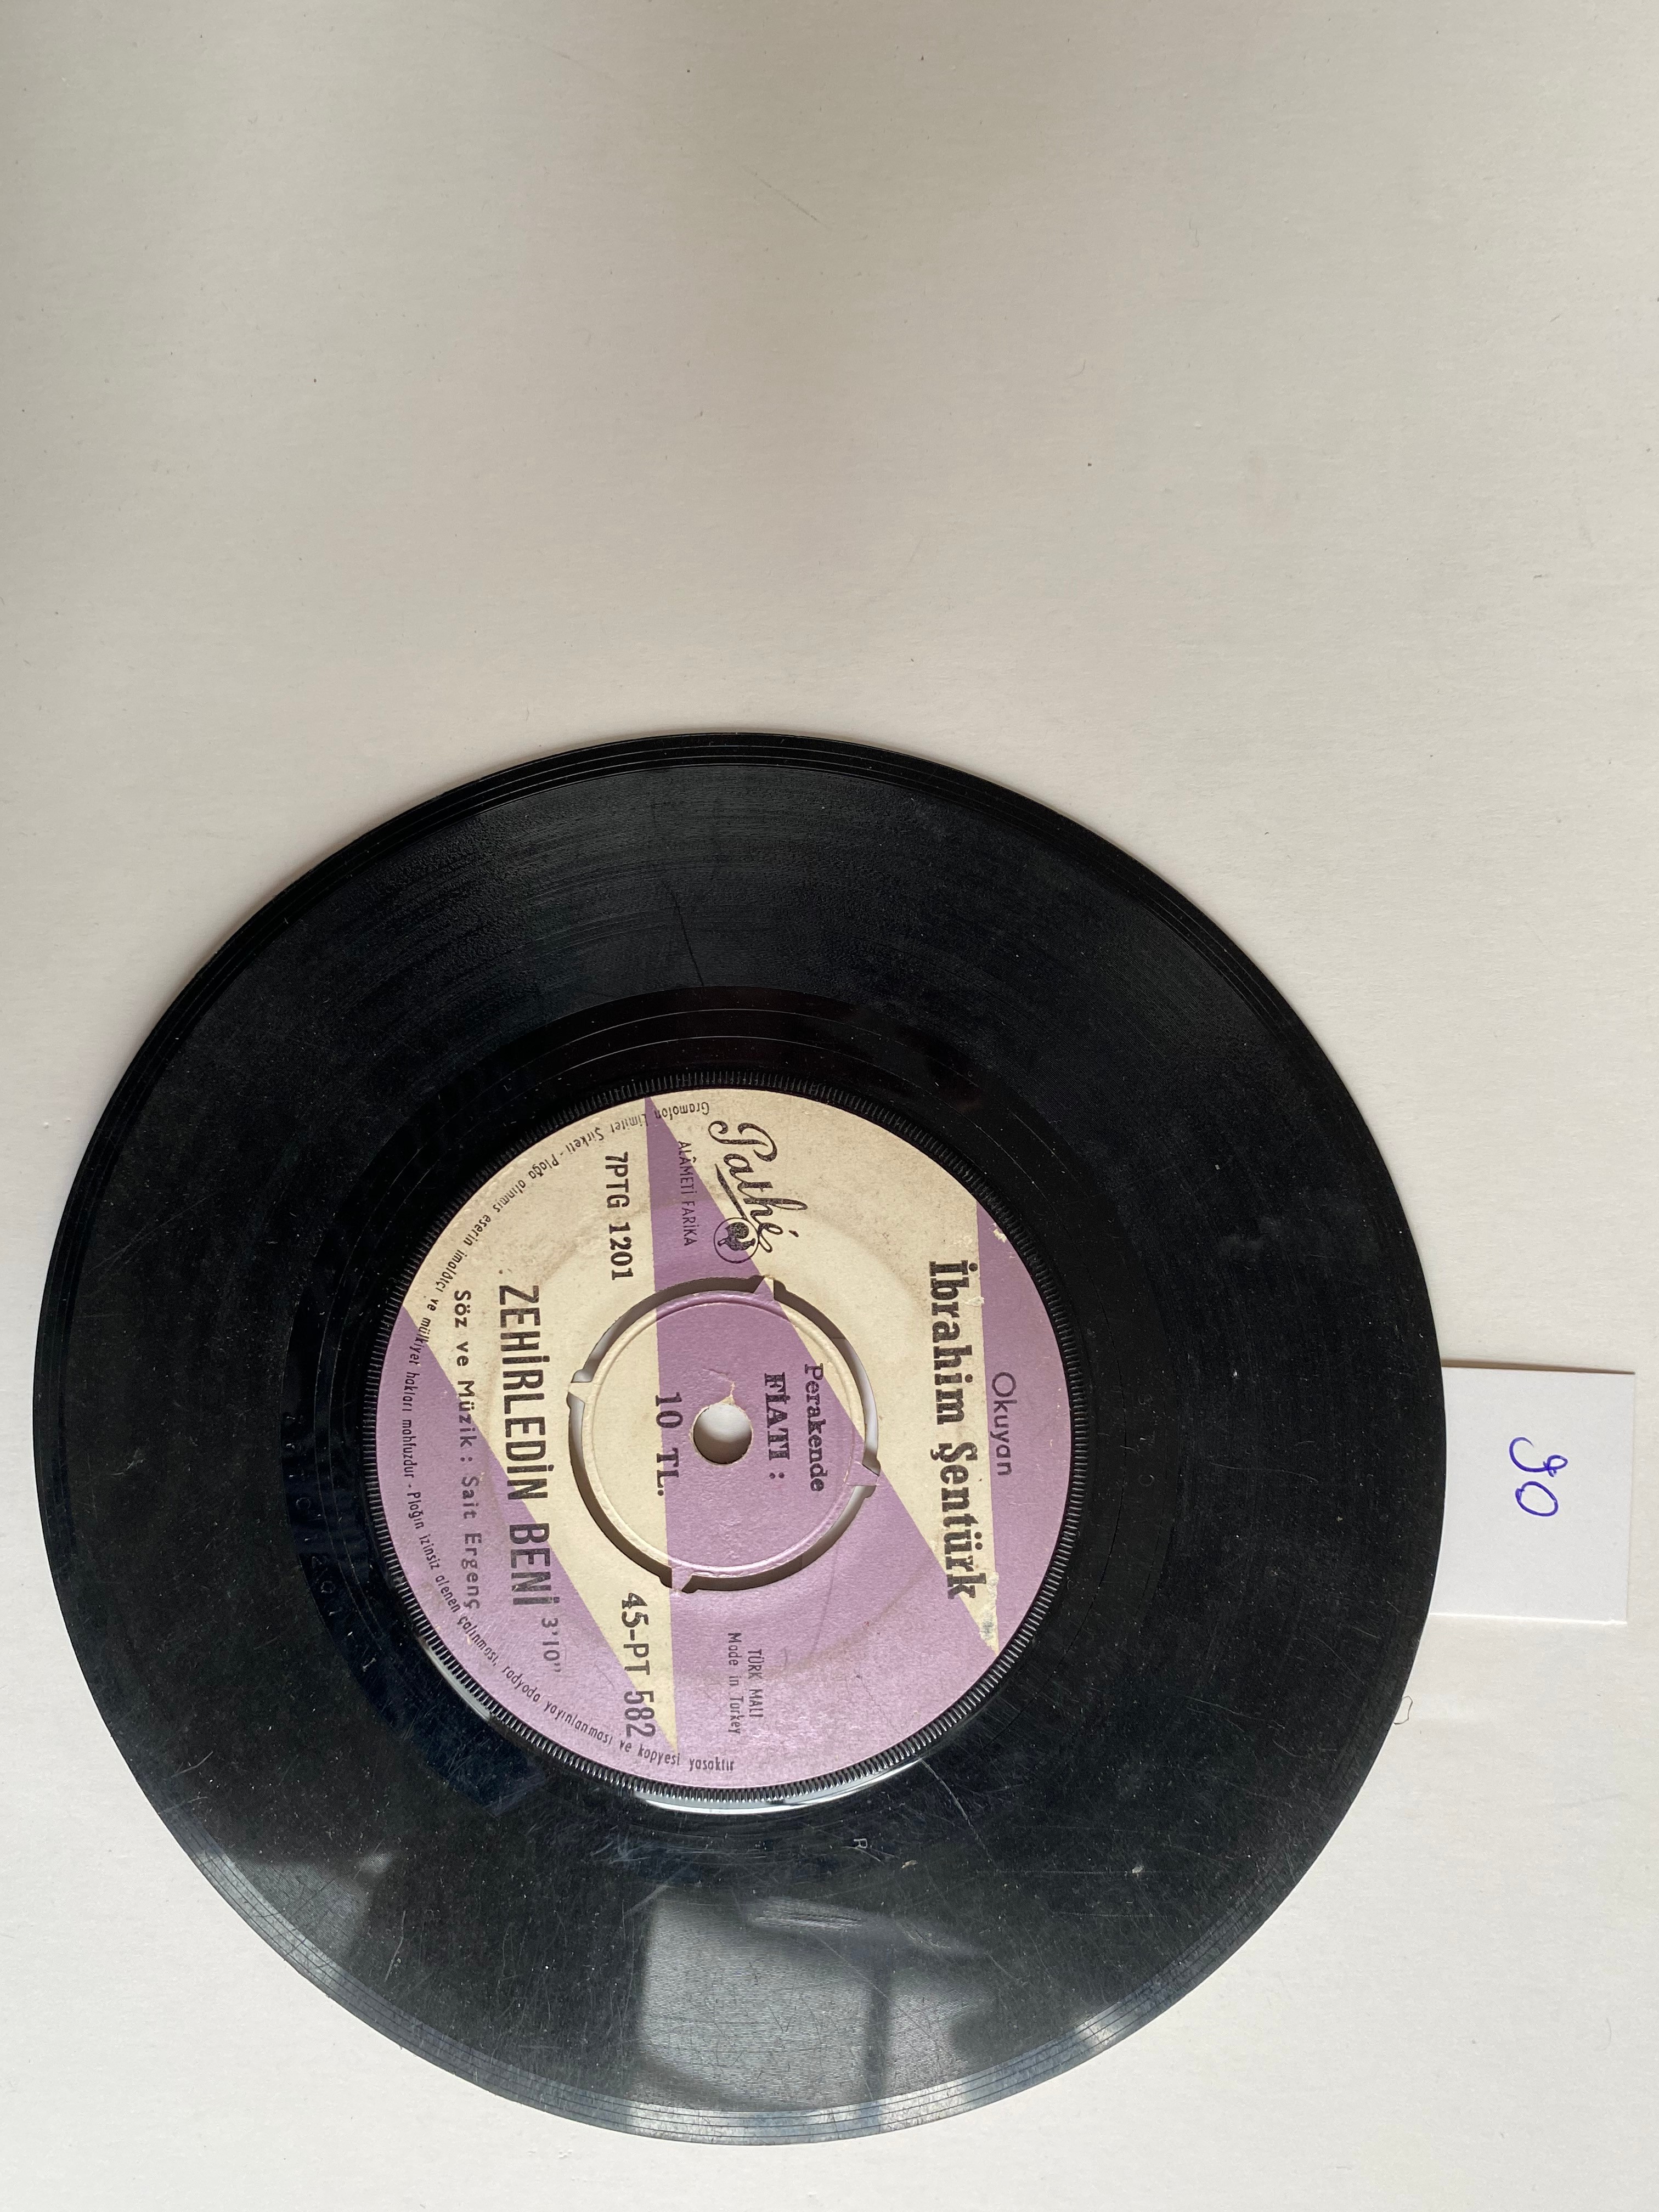 Okuyan
İbrahim Şentürk
Pathé
ALÂMETİ FARİKA
Perakende
FİATI :
10 TL.
TÜRK MALI
Made in Turkey
7PTG 1201
45-PT 582
ZEHİRLEDİN BENİ 3'10"
Söz ve Müzik : Sait Ergenç
Gramofon Limitet Şirketi - Plağa alınmış eserin imalâtçı ve mülkiyet hakları mahfuzdur - Plağın izinsiz alenen çalınması, radyoda yayınlanması ve kopyesi yasaktır
R
90